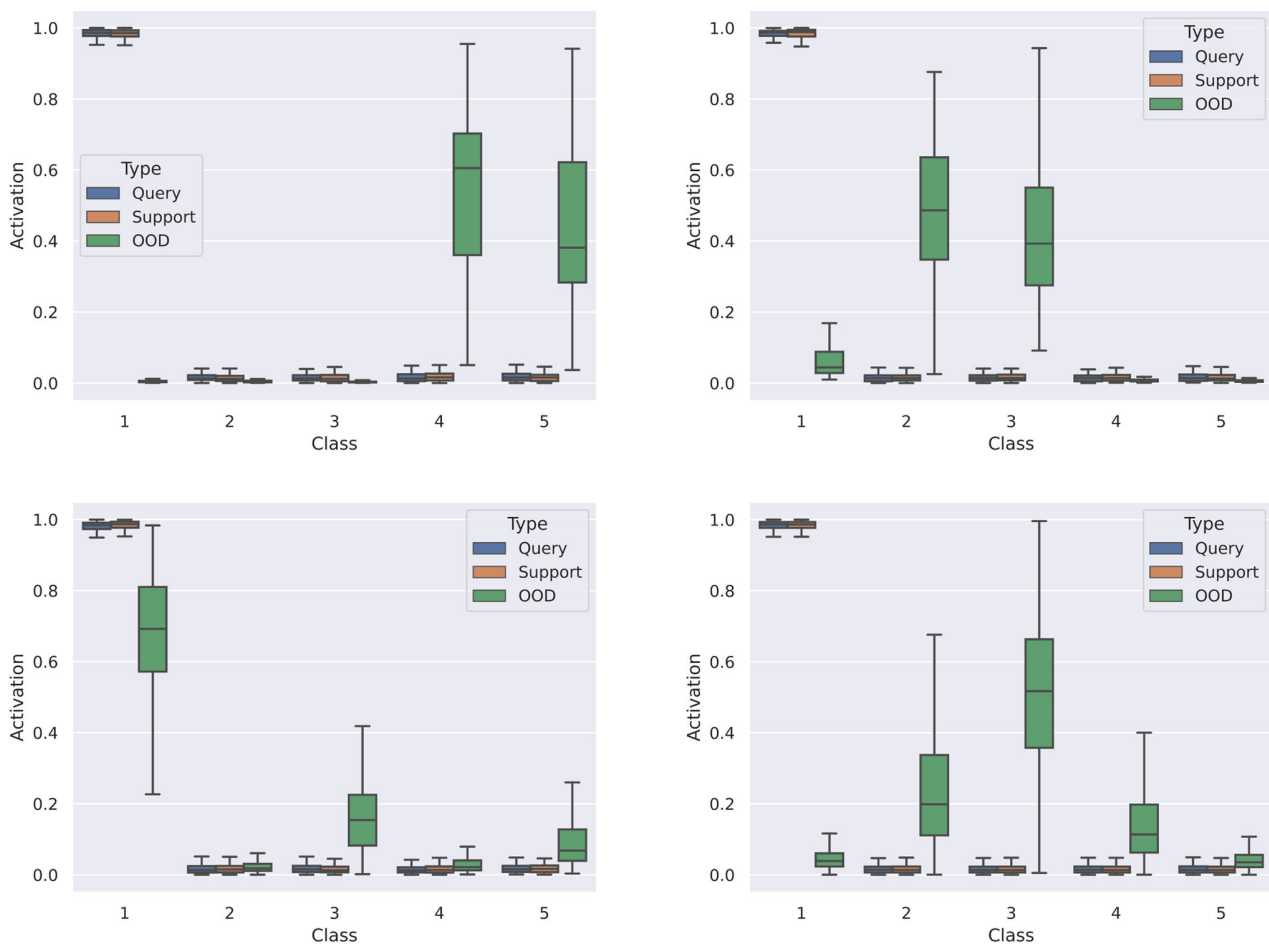 1.0
0.8
0.6
0.4
0.2
0.0
Activation
Type
Query
Support
OOD
1 2 3 4 5
Class
1.0
0.8
0.6
0.4
0.2
0.0
Activation
Type
Query
Support
OOD
1 2 3 4 5
Class
1.0
0.8
0.6
0.4
0.2
0.0
Activation
Type
Query
Support
OOD
1 2 3 4 5
Class
1.0
0.8
0.6
0.4
0.2
0.0
Activation
Type
Query
Support
OOD
1 2 3 4 5
Class